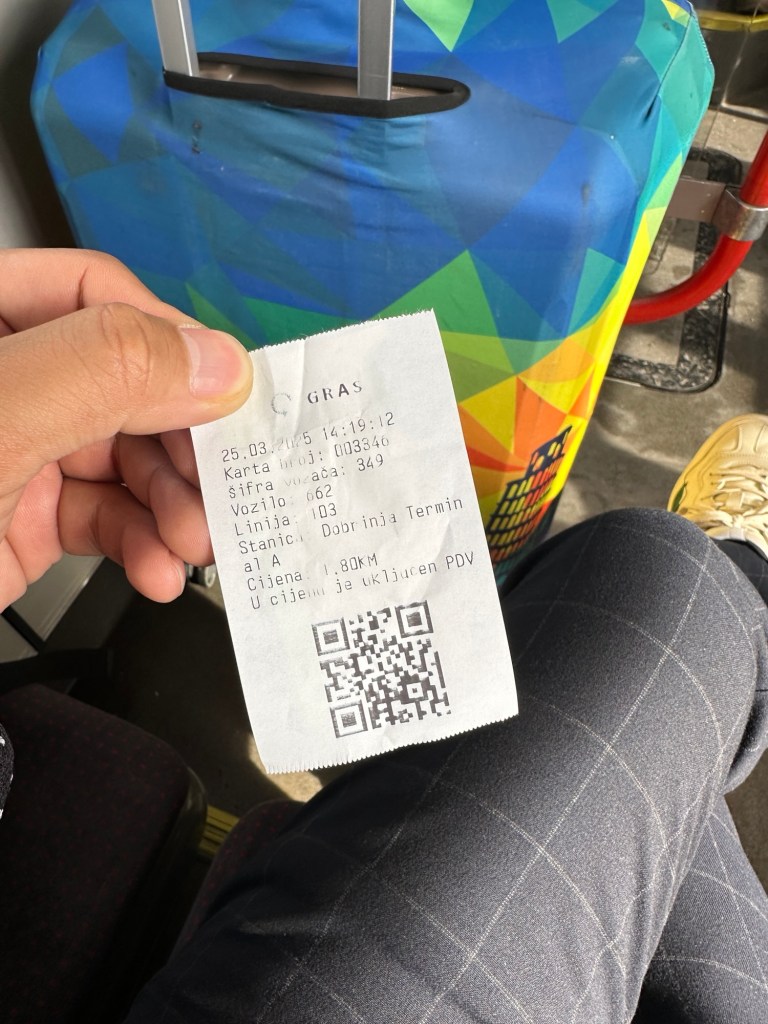 GRAS
25.03.2025 14:19:12
Karta broj: 003346
šifra vozača: 349
Vozilo: 662
Linija: 103
Stanica: Dobrinja Termin
al A
Cijena: 1.80KM
U cijenu je uključen PDV